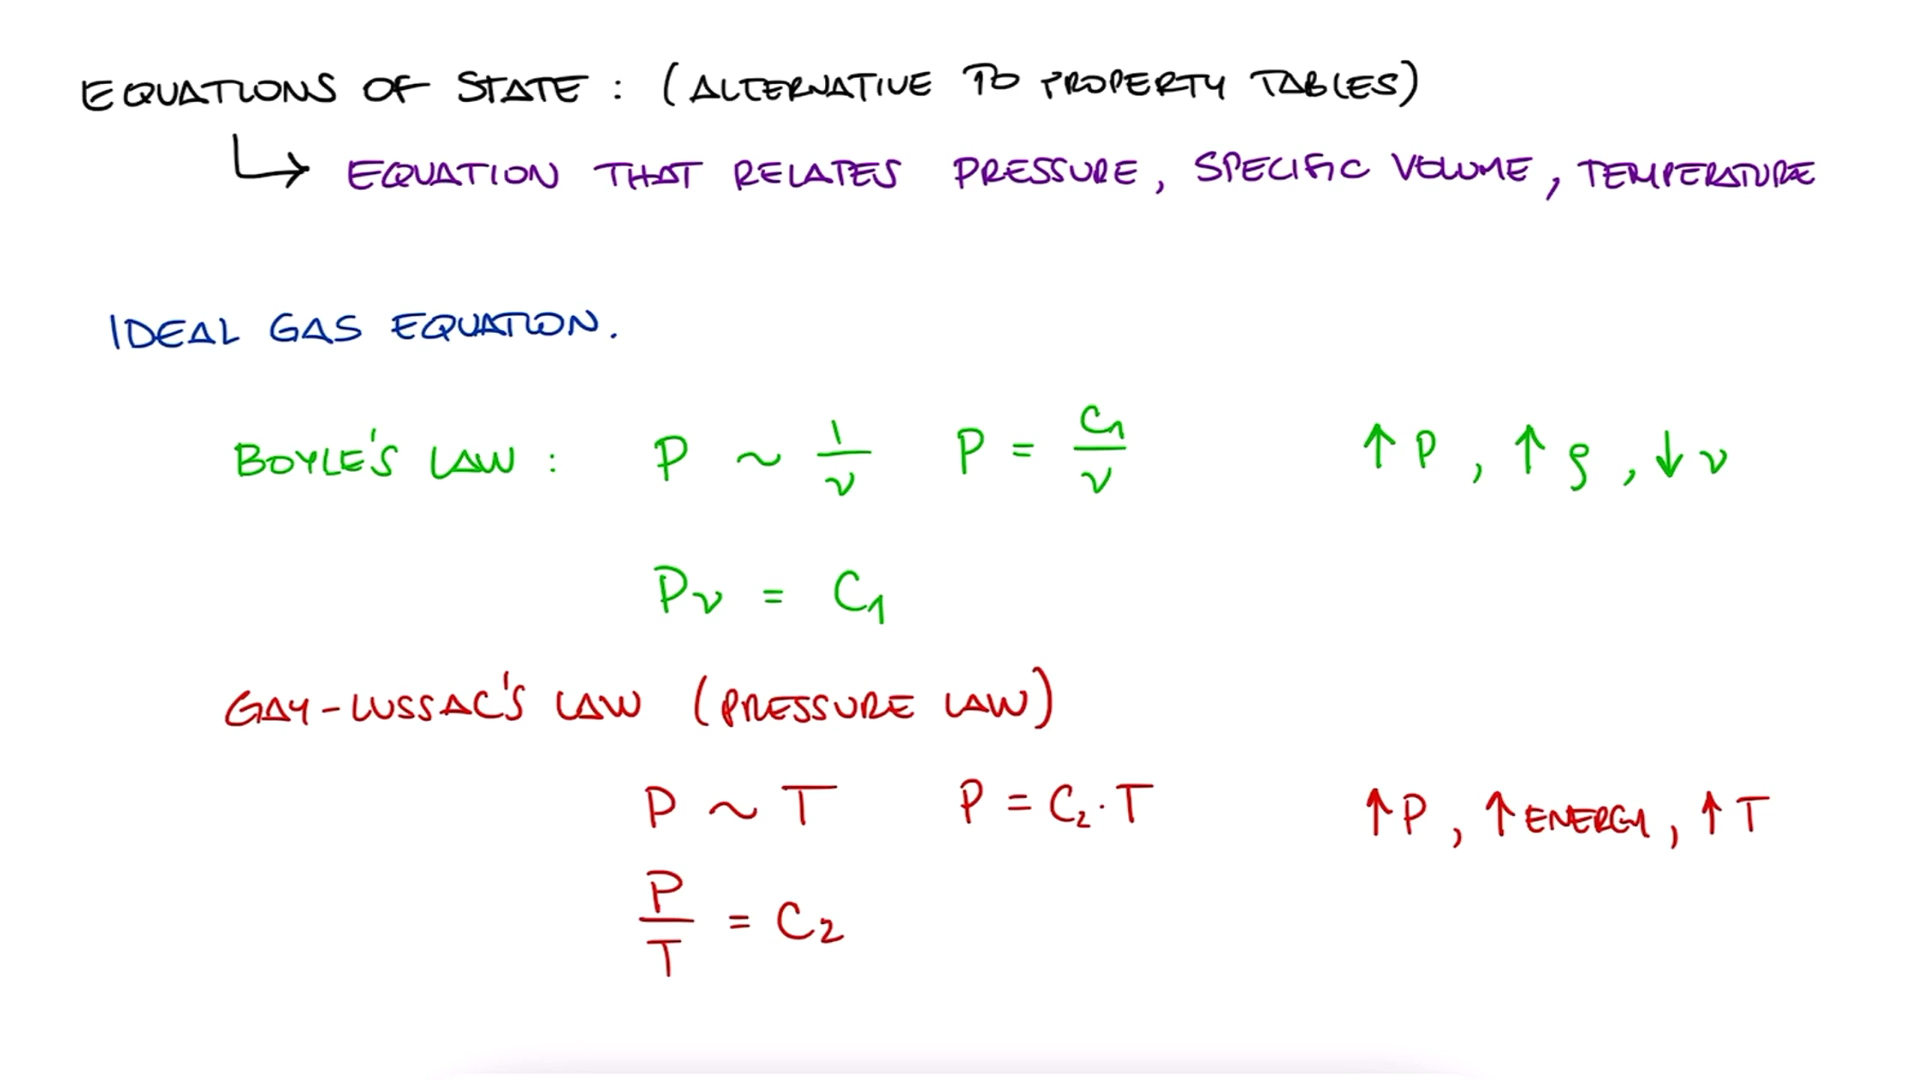 EQUATIONS OF STATE : (ALTERNATIVE TO PROPERTY TABLES)
↳ EQUATION THAT RELATES PRESSURE, SPECIFIC VOLUME, TEMPERATURE
IDEAL GAS EQUATION.
BOYLE'S LAW : P ~ 1/ν P = C₁/ν ↑ P, ↑ ρ, ↓ ν
Pν = C₁
GAY-LUSSAC'S LAW (PRESSURE LAW)
P ~ T P = C₂ · T ↑P, ↑ENERGY, ↑T
P/T = C₂